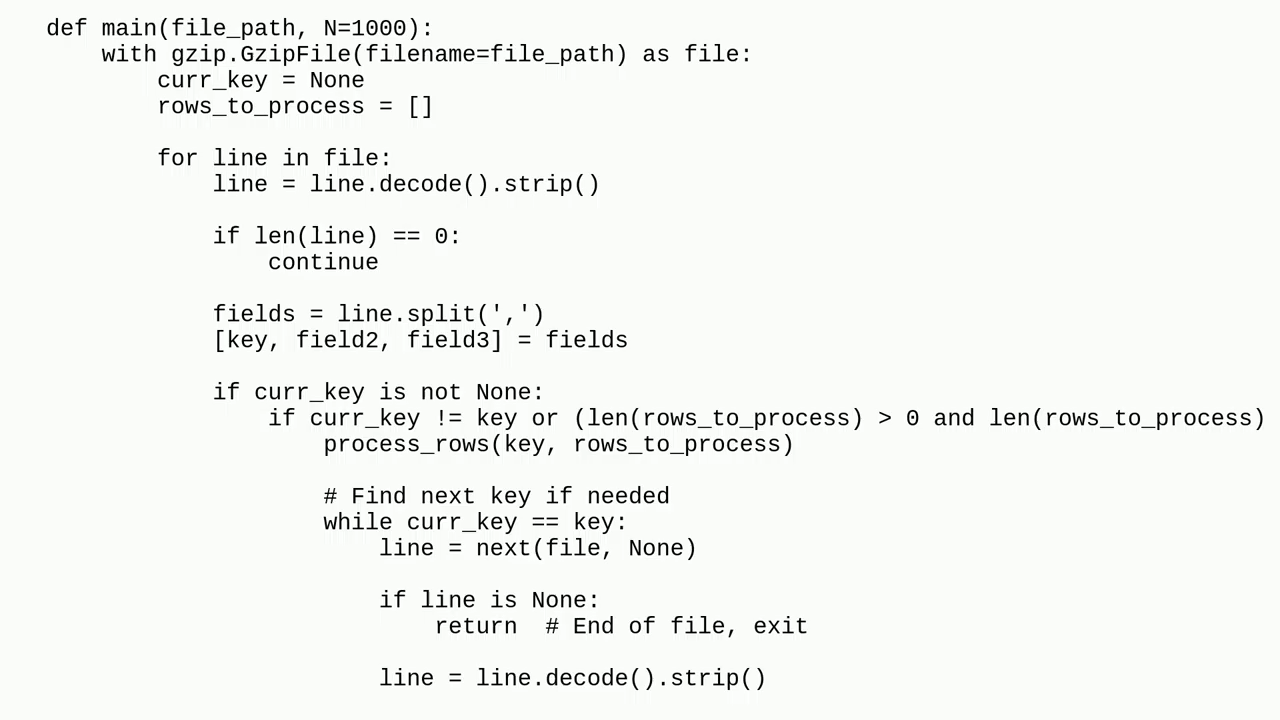 def main(file_path, N=1000):
    with gzip.GzipFile(filename=file_path) as file:
        curr_key = None
        rows_to_process = []

        for line in file:
            line = line.decode().strip()

            if len(line) == 0:
                continue

            fields = line.split(',')
            [key, field2, field3] = fields

            if curr_key is not None:
                if curr_key != key or (len(rows_to_process) > 0 and len(rows_to_process)
                    process_rows(key, rows_to_process)

                    # Find next key if needed
                    while curr_key == key:
                        line = next(file, None)

                        if line is None:
                            return  # End of file, exit

                        line = line.decode().strip()